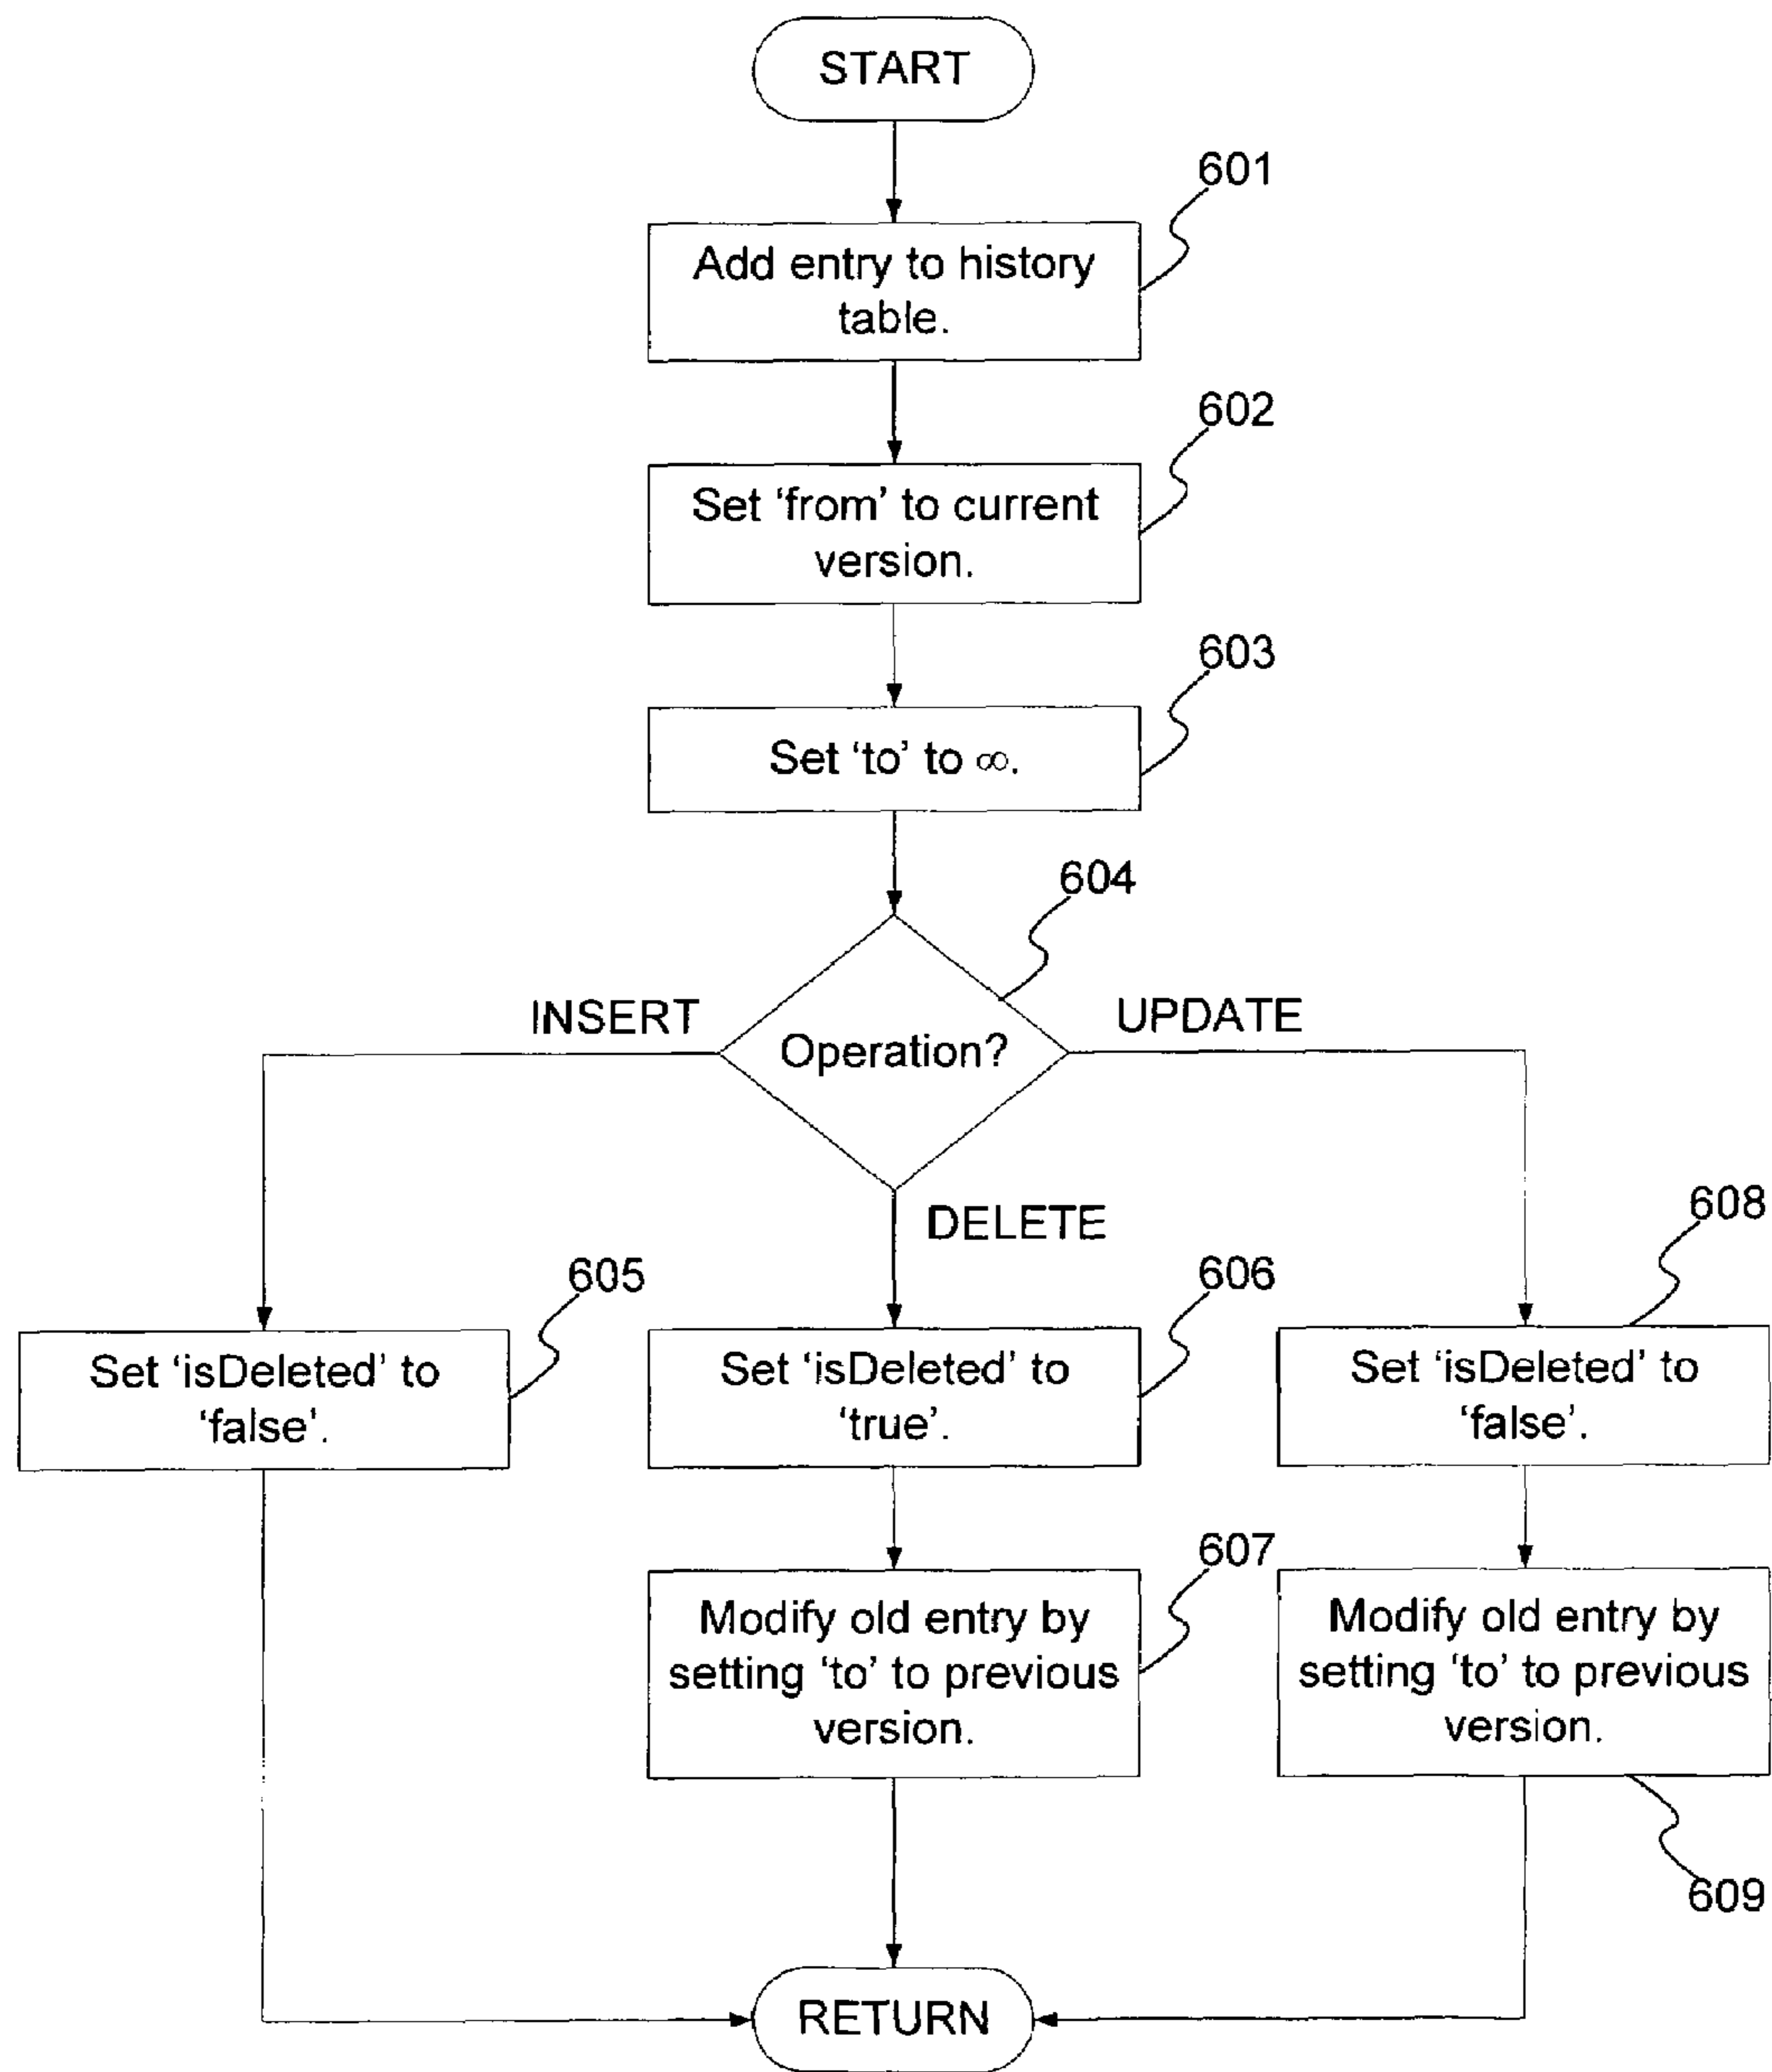 START
601
Add entry to history
table.
602
Set ‘from’ to current
version.
603
Set ‘to’ to ∞.
604
INSERT
UPDATE
Operation?
DELETE
605
606
608
Set ‘isDeleted’ to
‘false’.
Set ‘isDeleted’ to
‘true’.
Set ‘isDeleted’ to
‘false’.
607
Modify old entry by
setting ‘to’ to previous
version.
Modify old entry by
setting ‘to’ to previous
version.
609
RETURN